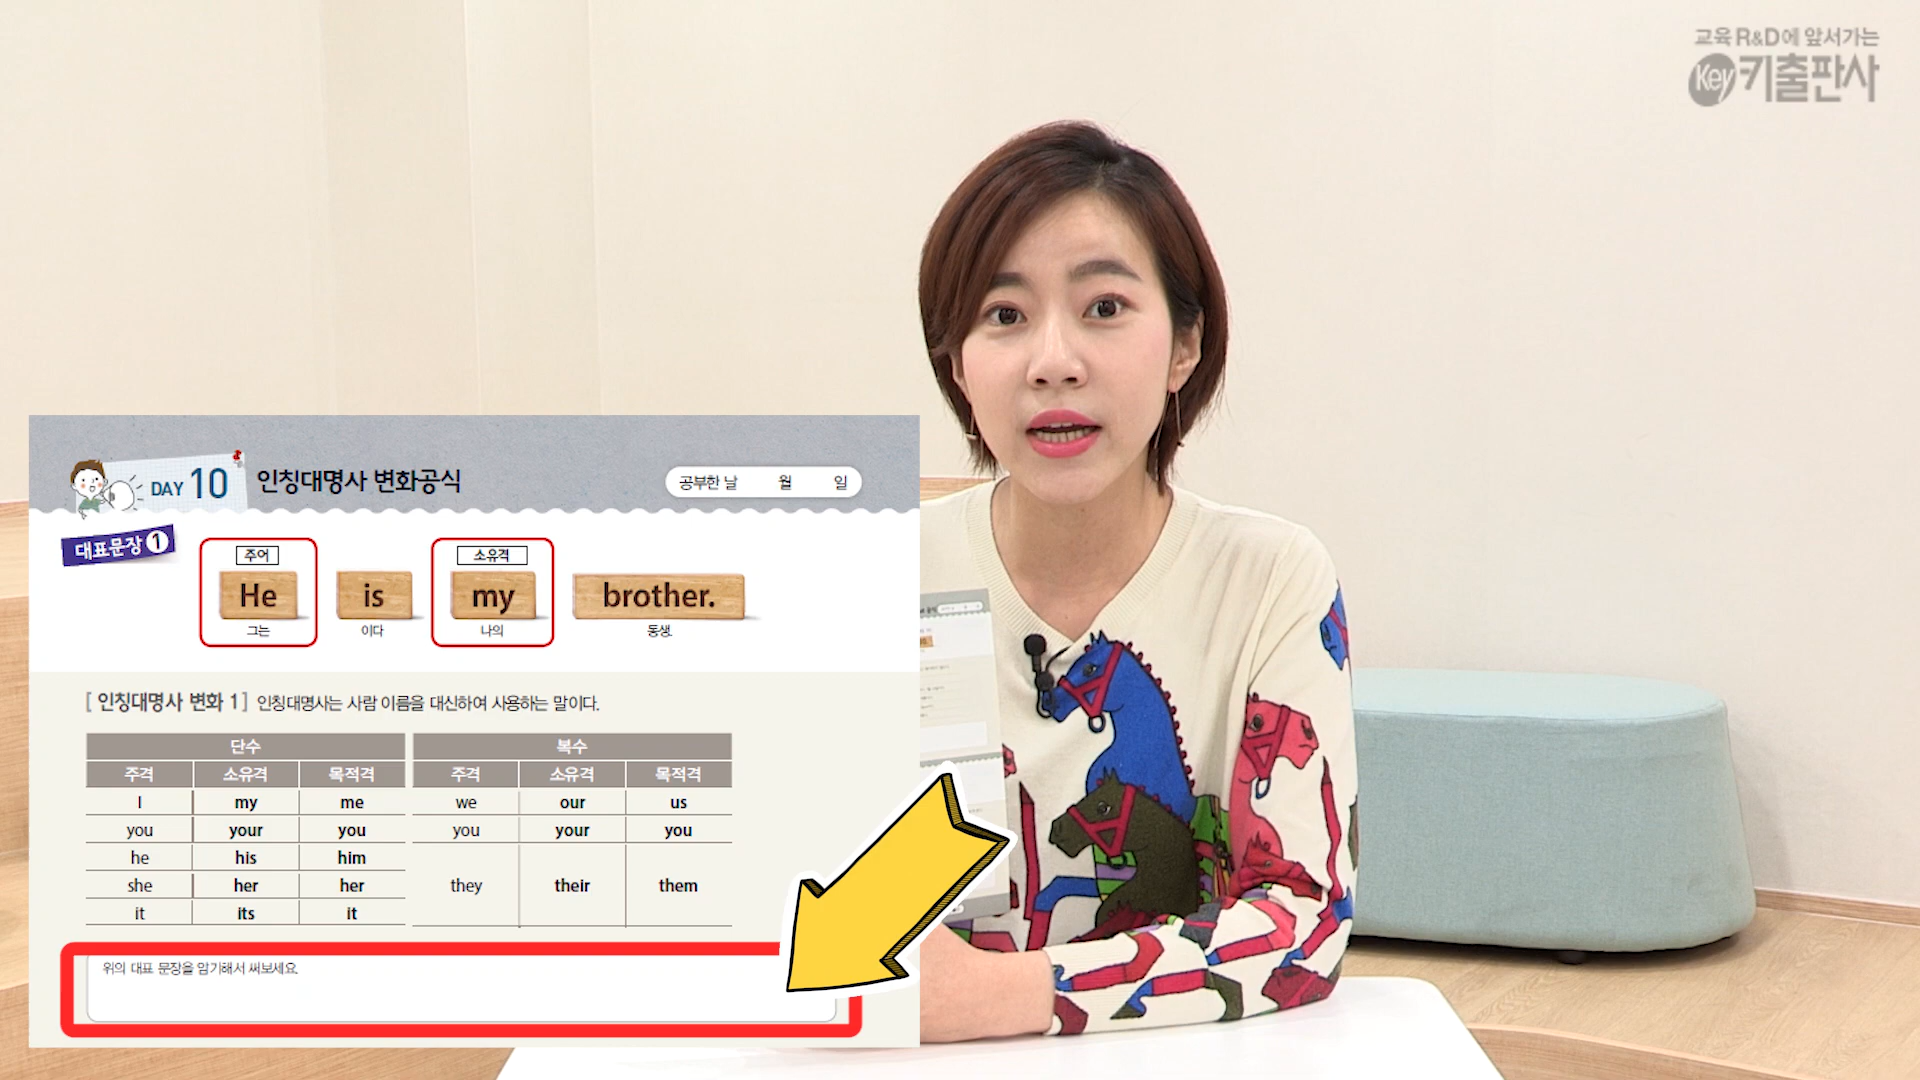 교육 R&D에 앞서가는
Key 키출판사
DAY 10 인칭대명사 변화공식
공부한 날 월 일
대표문장 1
주어 소유격
He is my brother.
그는 이다 나의 동생.
[ 인칭대명사 변화 1 ] 인칭대명사는 사람 이름을 대신하여 사용하는 말이다.
단수 복수
주격 소유격 목적격 주격 소유격 목적격
I my me we our us
you your you you your you
he his him
she her her they their them
it its it
위의 대표 문장을 암기해서 써보세요.